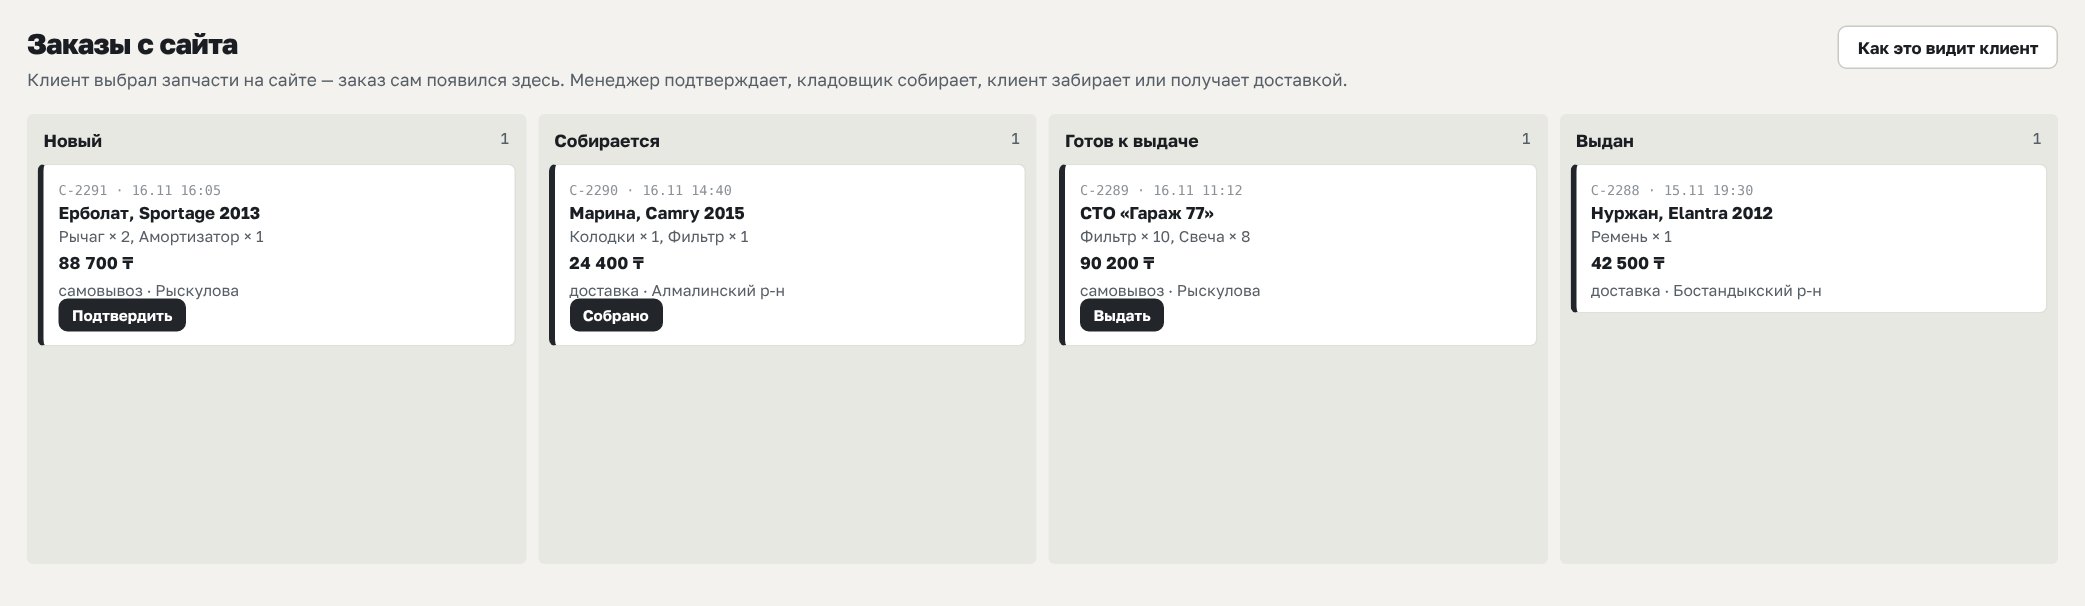 Заказы с сайта
Как это видит клиент
Клиент выбрал запчасти на сайте — заказ сам появился здесь. Менеджер подтверждает, кладовщик собирает, клиент забирает или получает доставкой.
Новый 1
С-2291 · 16.11 16:05
Ерболат, Sportage 2013
Рычаг × 2, Амортизатор × 1
88 700 ₸
самовывоз · Рыскулова
Подтвердить
Собирается 1
С-2290 · 16.11 14:40
Марина, Camry 2015
Колодки × 1, Фильтр × 1
24 400 ₸
доставка · Алмалинский р-н
Собрано
Готов к выдаче 1
С-2289 · 16.11 11:12
СТО «Гараж 77»
Фильтр × 10, Свеча × 8
90 200 ₸
самовывоз · Рыскулова
Выдать
Выдан 1
С-2288 · 15.11 19:30
Нуржан, Elantra 2012
Ремень × 1
42 500 ₸
доставка · Бостандыкский р-н